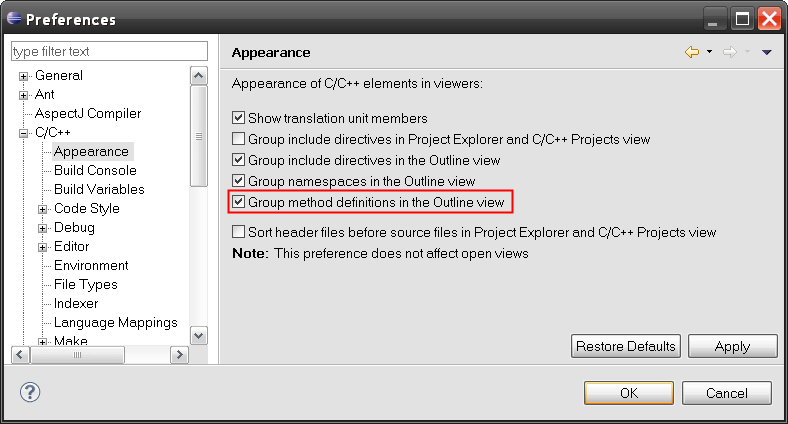 Preferences
type filter text
General
Ant
AspectJ Compiler
C/C++
Appearance
Build Console
Build Variables
Code Style
Debug
Editor
Environment
File Types
Indexer
Language Mappings
Make
Appearance
Appearance of C/C++ elements in viewers:
Show translation unit members
Group include directives in Project Explorer and C/C++ Projects view
Group include directives in the Outline view
Group namespaces in the Outline view
Group method definitions in the Outline view
Sort header files before source files in Project Explorer and C/C++ Projects view
Note: This preference does not affect open views
Restore Defaults
Apply
?
OK
Cancel